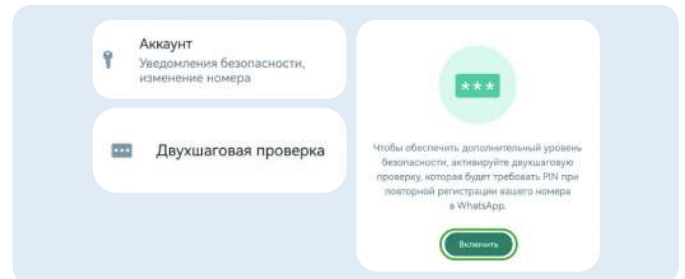 Аккаунт
Уведомления безопасности,
изменение номера
Двухшаговая проверка
***
Чтобы обеспечить дополнительный уровень
безопасности, активируйте двухшаговую
проверку, которая будет требовать PIN при
повторной регистрации вашего номера
в WhatsApp.
Включить